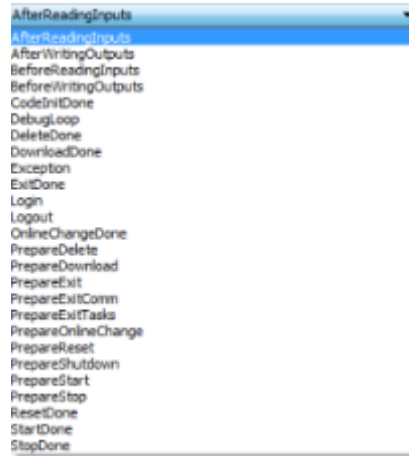 AfterReadingInputs
AfterReadingInputs
AfterWritingOutputs
BeforeReadingInputs
BeforeWritingOutputs
CodeInitDone
DebugLoop
DeleteDone
DownloadDone
Exception
ExitDone
Login
Logout
OnlineChangeDone
PrepareDelete
PrepareDownload
PrepareExit
PrepareExitComm
PrepareExitTasks
PrepareOnlineChange
PrepareReset
PrepareShutdown
PrepareStart
PrepareStop
ResetDone
StartDone
StopDone